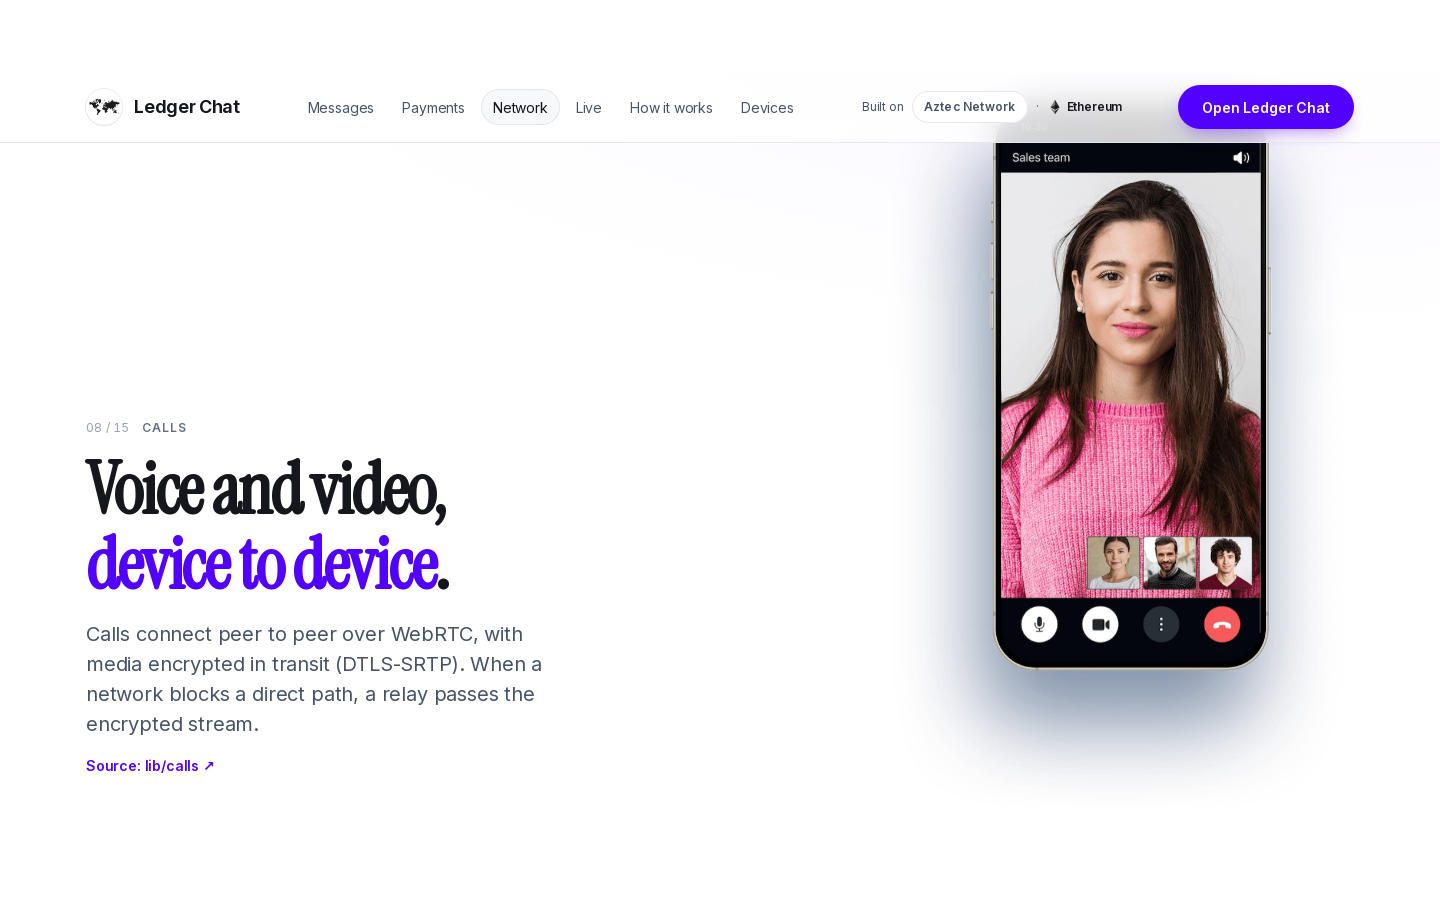 Ledger Chat
Messages
Payments
Network
Live
How it works
Devices
Built on
Aztec Network
·
Ethereum
Open Ledger Chat
Sales team
08 / 15 CALLS
Voice and video,
device to device.
Calls connect peer to peer over WebRTC, with
media encrypted in transit (DTLS-SRTP). When a
network blocks a direct path, a relay passes the
encrypted stream.
Source: lib/calls ↗